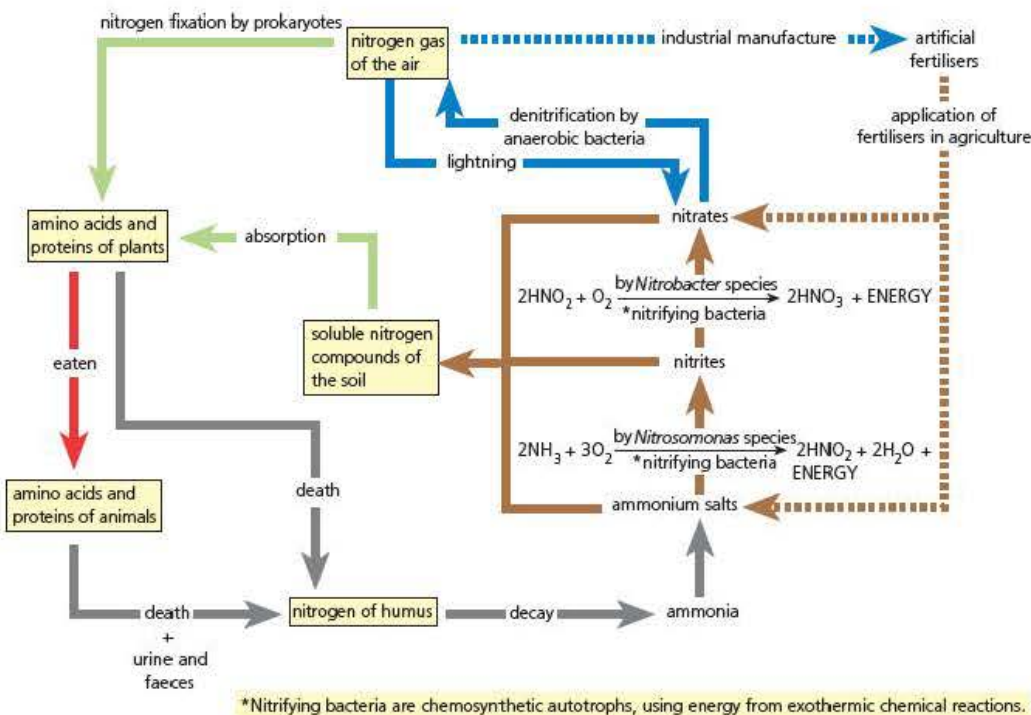 nitrogen fixation by prokaryotes
nitrogen gas
of the air
industrial manufacture
artificial
fertilisers
denitrification by
anaerobic bacteria
application of
fertilisers in agriculture
lightning
amino acids and
proteins of plants
absorption
nitrates
2HNO₂ + O₂ by Nitrobacter species 2HNO₃ + ENERGY
*nitrifying bacteria
soluble nitrogen
compounds of
the soil
eaten
nitrites
2NH₃ + 3O₂ by Nitrosomonas species 2HNO₂ + 2H₂O +
*nitrifying bacteria ENERGY
amino acids and
proteins of animals
death
ammonium salts
death
+
urine and
faeces
nitrogen of humus
decay
ammonia
*Nitrifying bacteria are chemosynthetic autotrophs, using energy from exothermic chemical reactions.